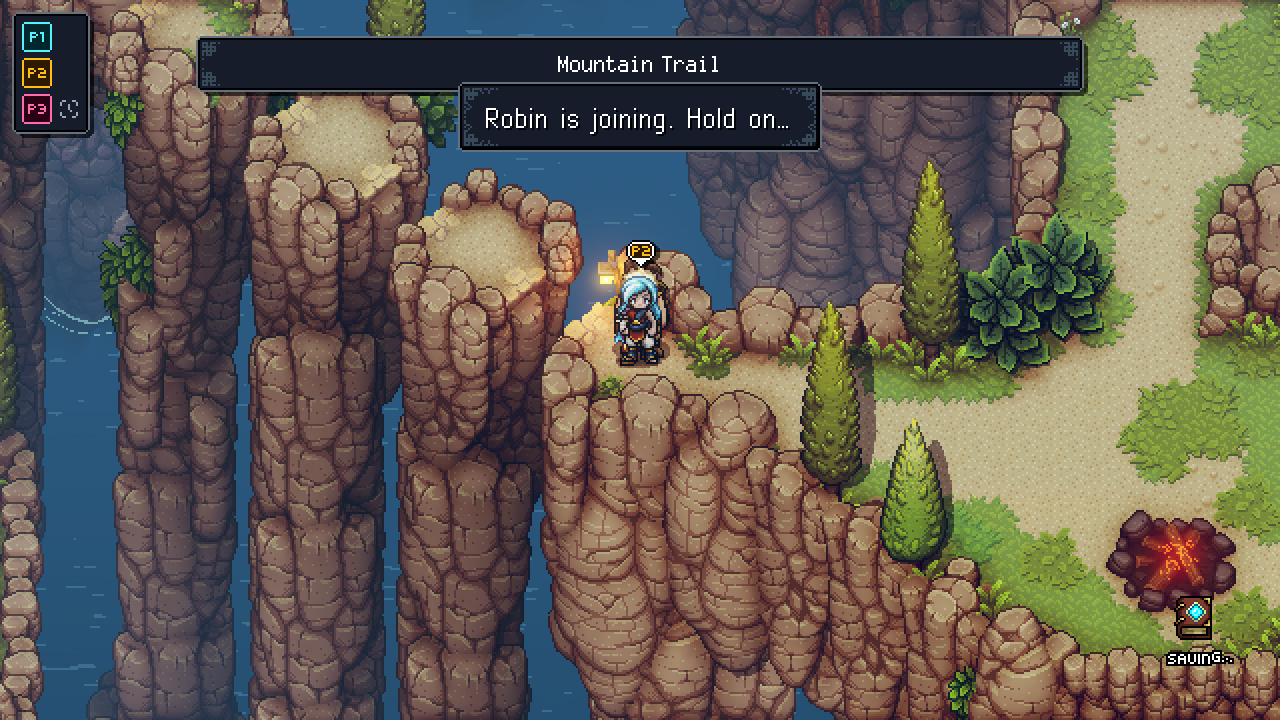 P1
P2
P3
Mountain Trail
Robin is joining. Hold on…
P2
SAVING...